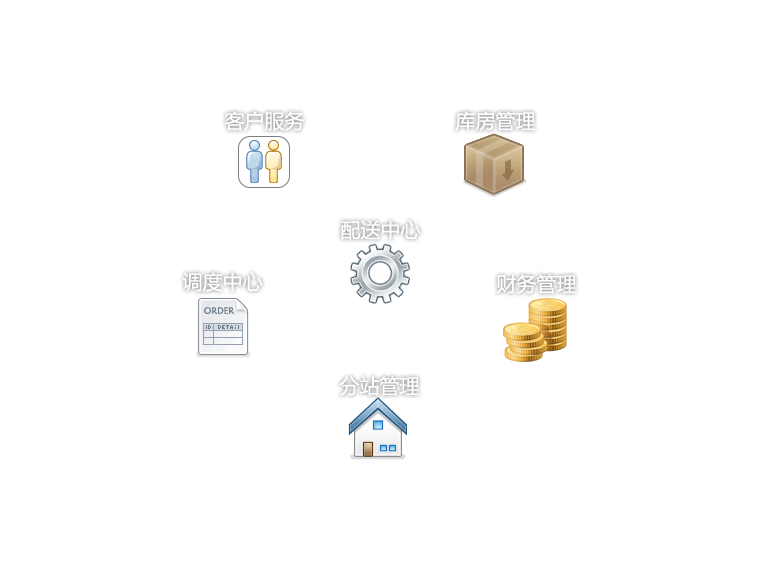 客户服务
库房管理
配送中心
调度中心
ORDER
ID DETAIL
财务管理
分站管理